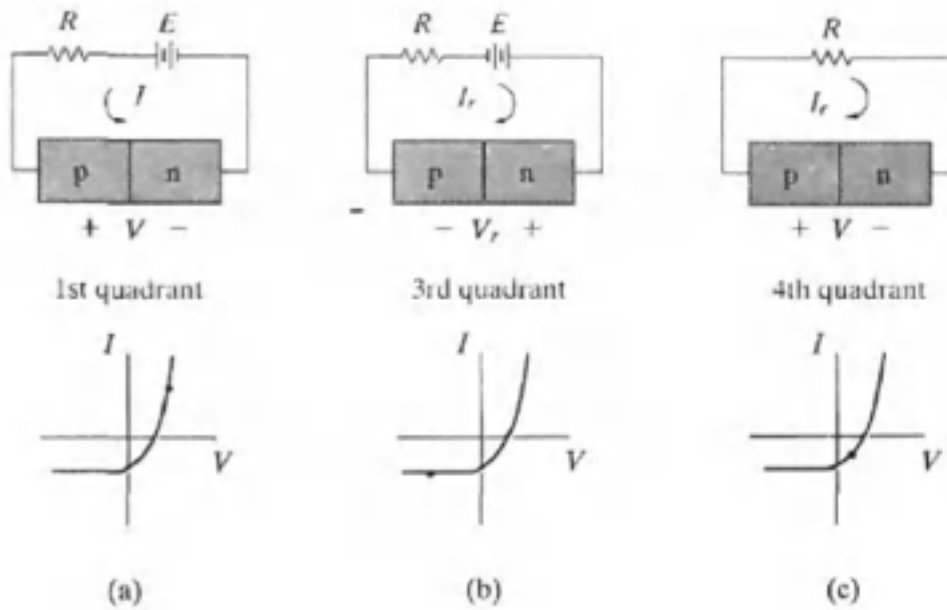 R E
I
p n
+ V −
1st quadrant
I
V
(a)
R E
I_r
p n
− V_r +
3rd quadrant
I
V
(b)
R
I_r
p n
+ V −
4th quadrant
I
V
(c)